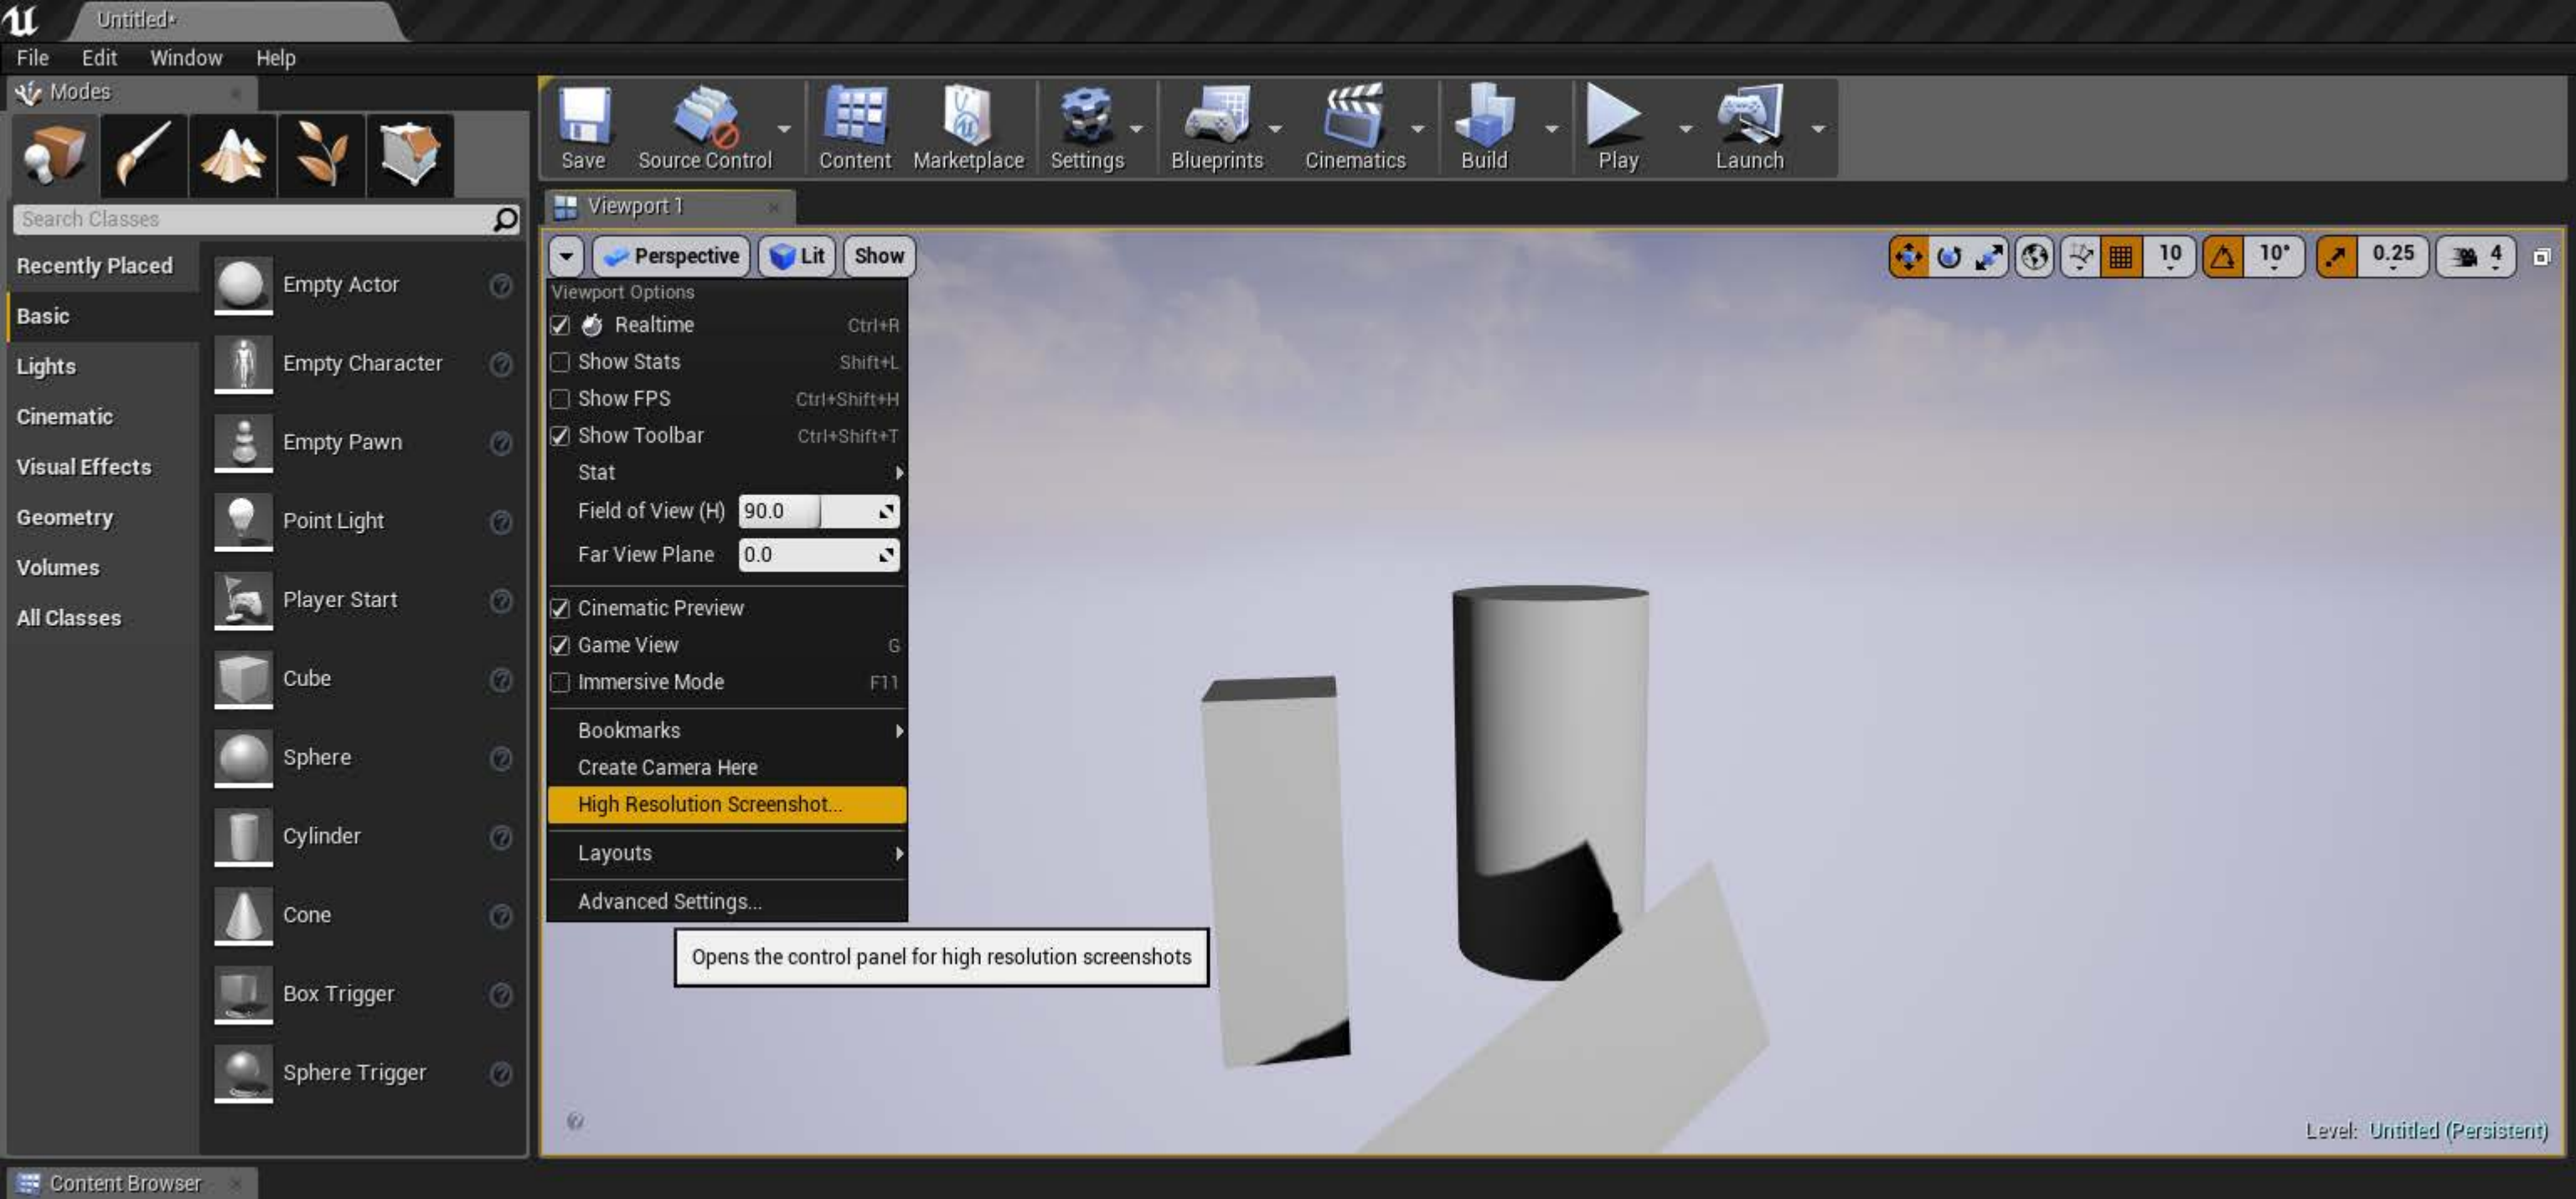 Untitled*
File Edit Window Help
Modes
Search Classes
Recently Placed
Basic
Lights
Cinematic
Visual Effects
Geometry
Volumes
All Classes
Empty Actor
Empty Character
Empty Pawn
Point Light
Player Start
Cube
Sphere
Cylinder
Cone
Box Trigger
Sphere Trigger
Content Browser
Save Source Control Content Marketplace Settings Blueprints Cinematics Build Play Launch
Viewport 1
Perspective Lit Show
10 10° 0.25 4
Viewport Options
Realtime Ctrl+R
Show Stats Shift+L
Show FPS Ctrl+Shift+H
Show Toolbar Ctrl+Shift+T
Stat
Field of View (H) 90.0
Far View Plane 0.0
Cinematic Preview
Game View G
Immersive Mode F11
Bookmarks
Create Camera Here
High Resolution Screenshot...
Layouts
Advanced Settings...
Opens the control panel for high resolution screenshots
Level: Untitled (Persistent)